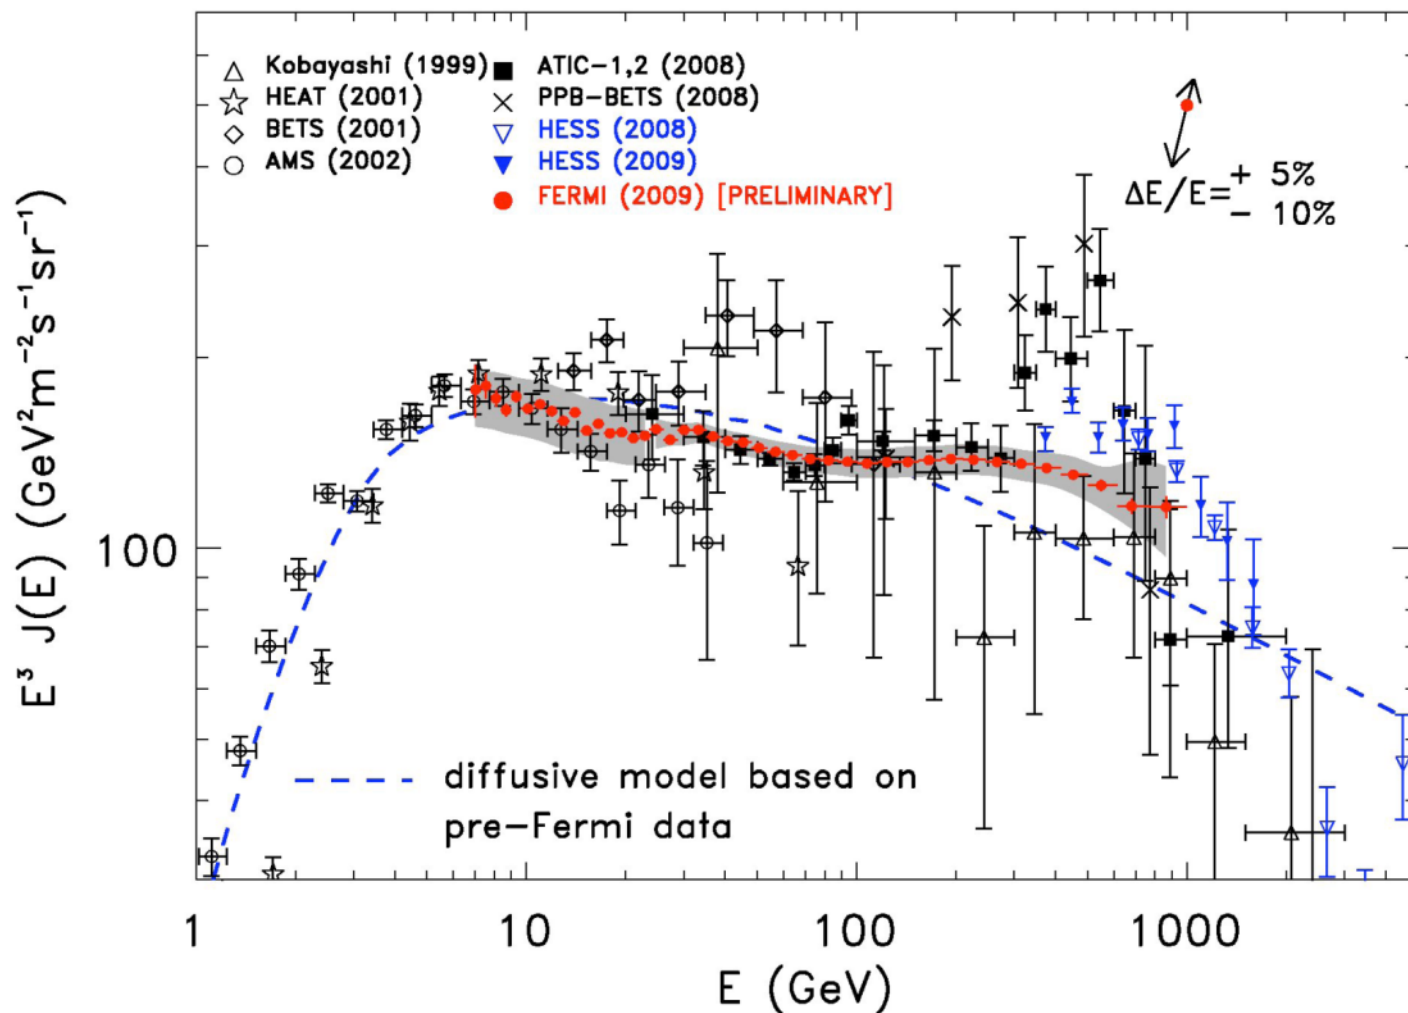 Kobayashi (1999)
HEAT (2001)
BETS (2001)
AMS (2002)
ATIC-1,2 (2008)
PPB-BETS (2008)
HESS (2008)
HESS (2009)
FERMI (2009) [PRELIMINARY]
ΔE/E= + 5%
- 10%
E³ J(E) (GeV²m⁻²s⁻¹sr⁻¹)
100
diffusive model based on
pre-Fermi data
1 10 100 1000
E (GeV)